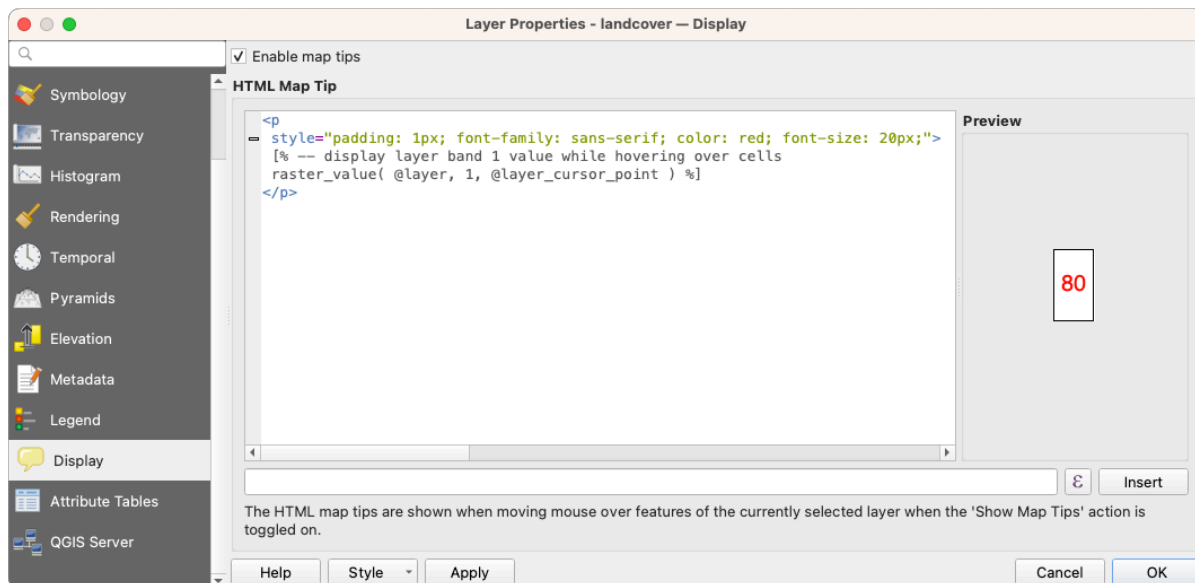 Layer Properties - landcover — Display
Symbology
Transparency
Histogram
Rendering
Temporal
Pyramids
Elevation
Metadata
Legend
Display
Attribute Tables
QGIS Server
Enable map tips
HTML Map Tip
<p
style="padding: 1px; font-family: sans-serif; color: red; font-size: 20px;">
[% -- display layer band 1 value while hovering over cells
raster_value( @layer, 1, @layer_cursor_point ) %]
</p>
Preview
80
ε Insert
The HTML map tips are shown when moving mouse over features of the currently selected layer when the 'Show Map Tips' action is
toggled on.
Help Style Apply Cancel OK